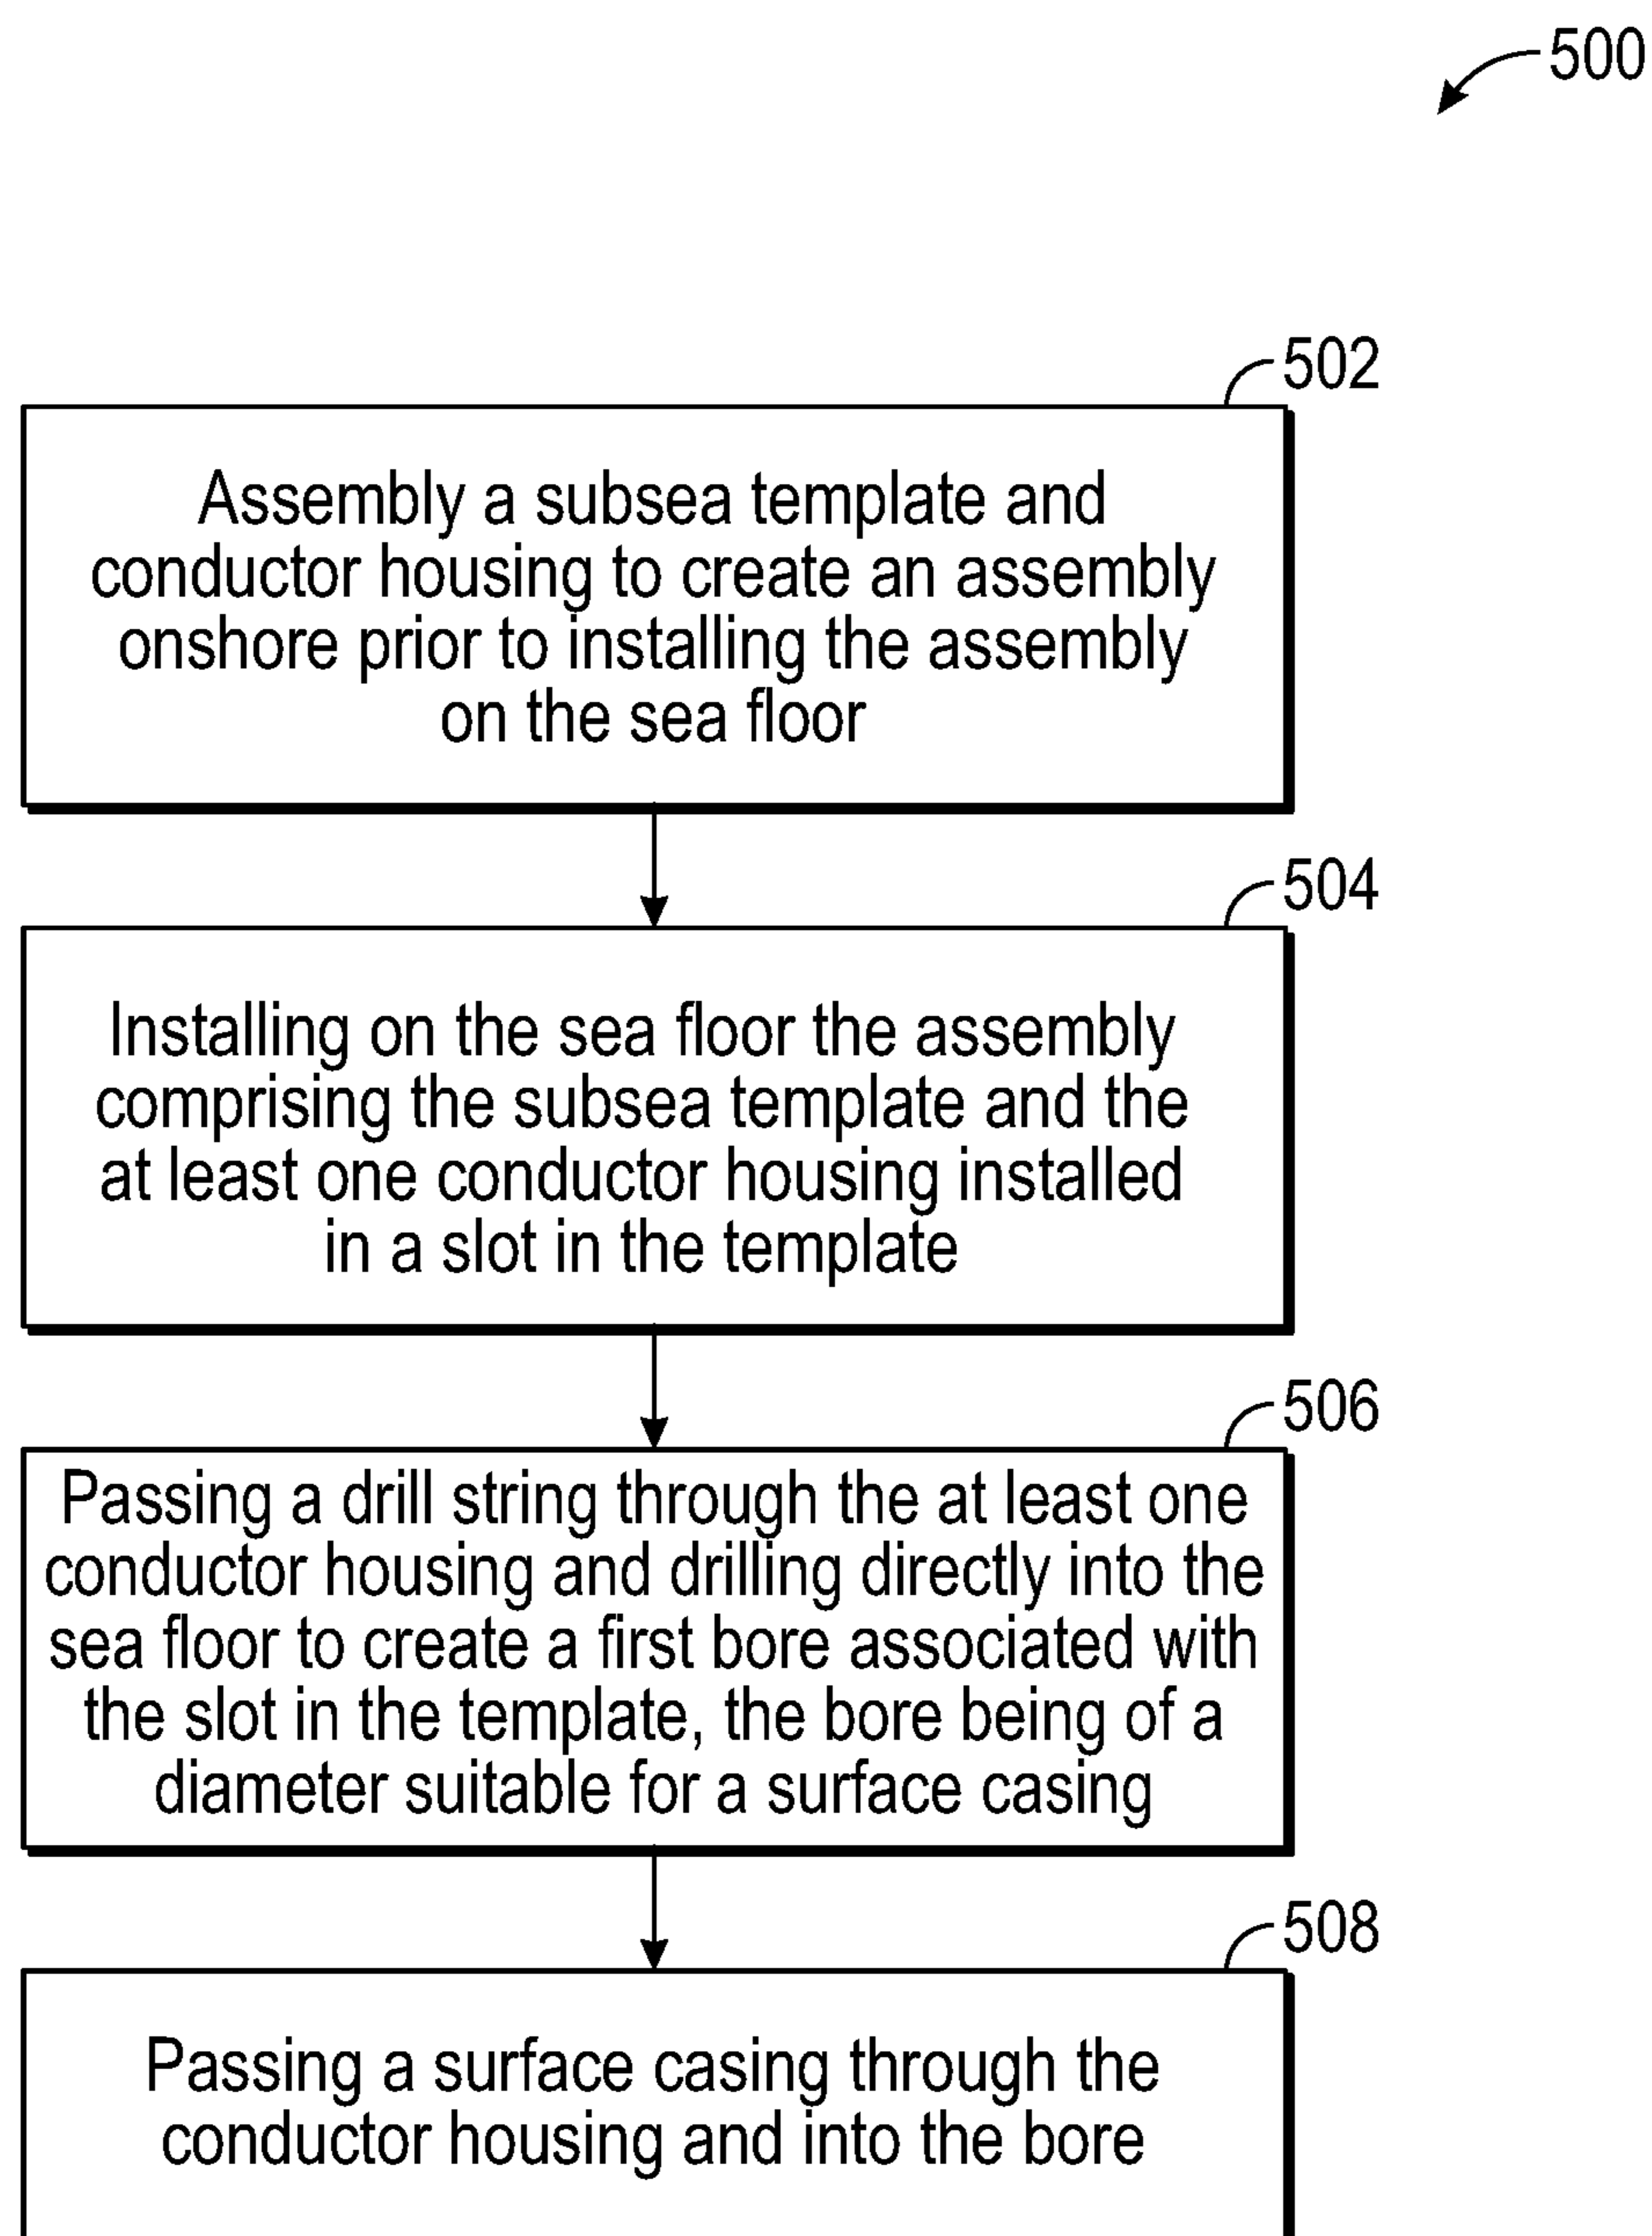 500
502
Assembly a subsea template and
conductor housing to create an assembly
onshore prior to installing the assembly
on the sea floor
504
Installing on the sea floor the assembly
comprising the subsea template and the
at least one conductor housing installed
in a slot in the template
506
Passing a drill string through the at least one
conductor housing and drilling directly into the
sea floor to create a first bore associated with
the slot in the template, the bore being of a
diameter suitable for a surface casing
508
Passing a surface casing through the
conductor housing and into the bore